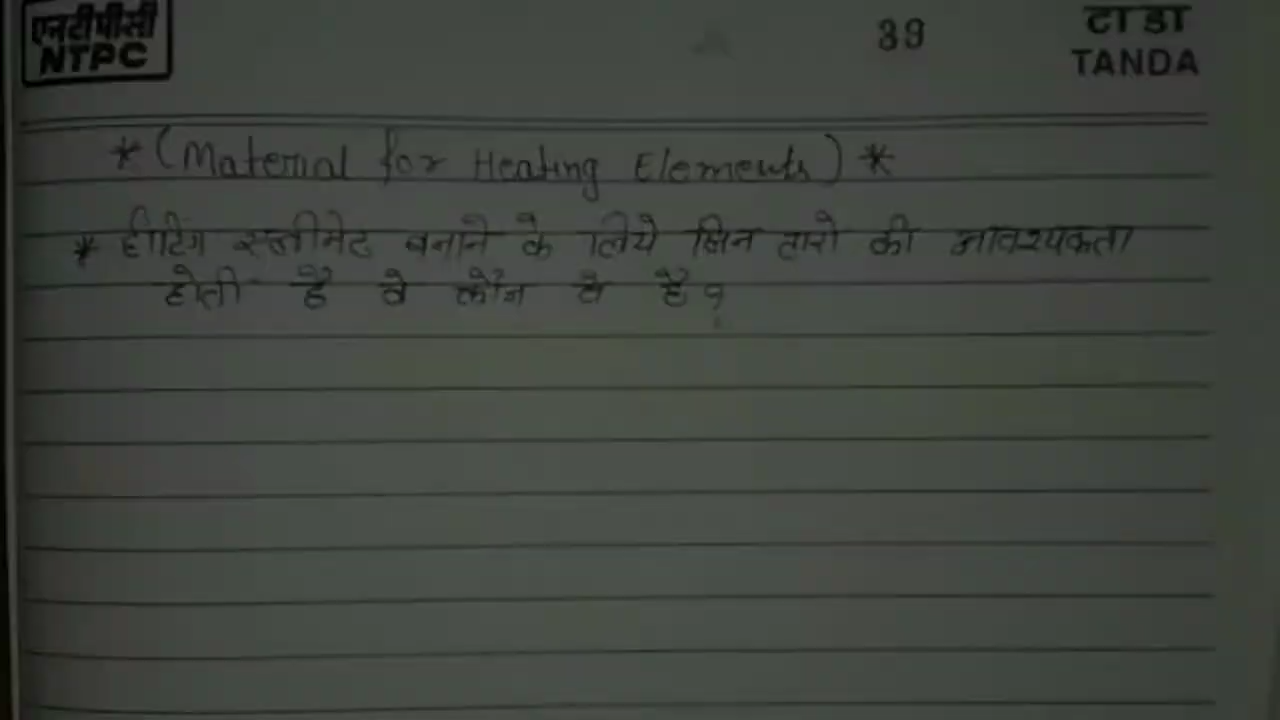 एनटीपीसी
NTPC
39
टाडा
TANDA
* (Material for Heating Elements) *
* हीटिंग एलीमेंट बनाने के लिये जिन तारो की आवश्यकता
होती है वे कौन से है?